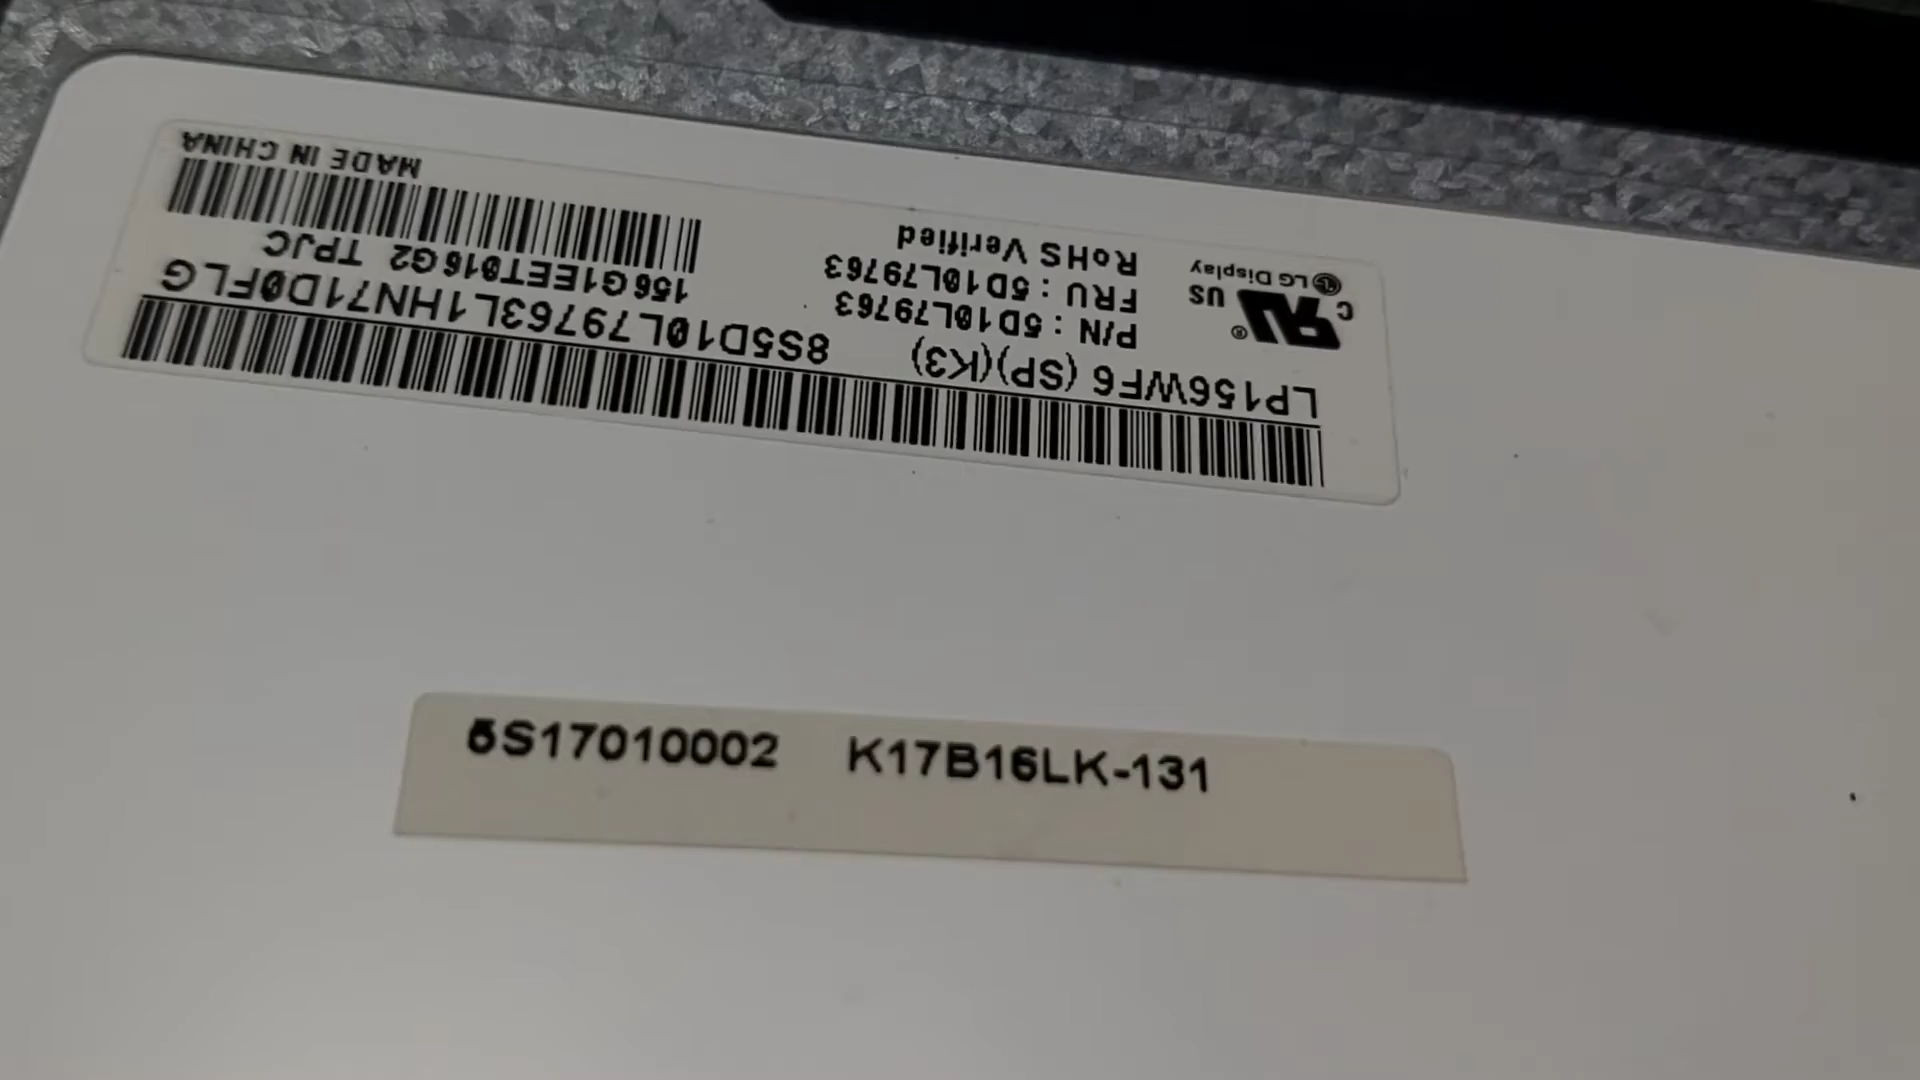 LP156WF6 (SP)(K3)
8S5D10L79763L1HN71D0FLG
P/N : 5D10L79763
FRU : 5D10L79763
RoHS Verified
156G1EET016G2 TPJC
MADE IN CHINA
C US ®
LG Display
5S17010002 K17B16LK-131